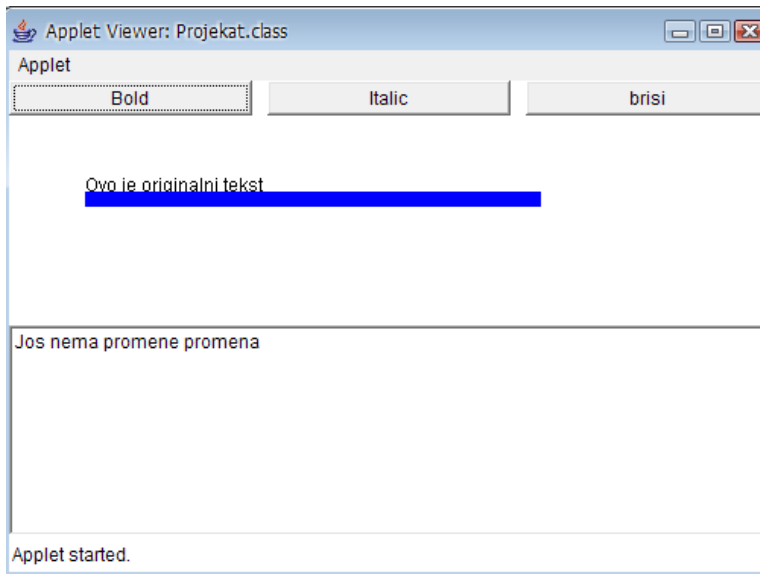 Applet Viewer: Projekat.class
Applet
Bold Italic brisi
Ovo je originalni tekst
Jos nema promene promena
Applet started.